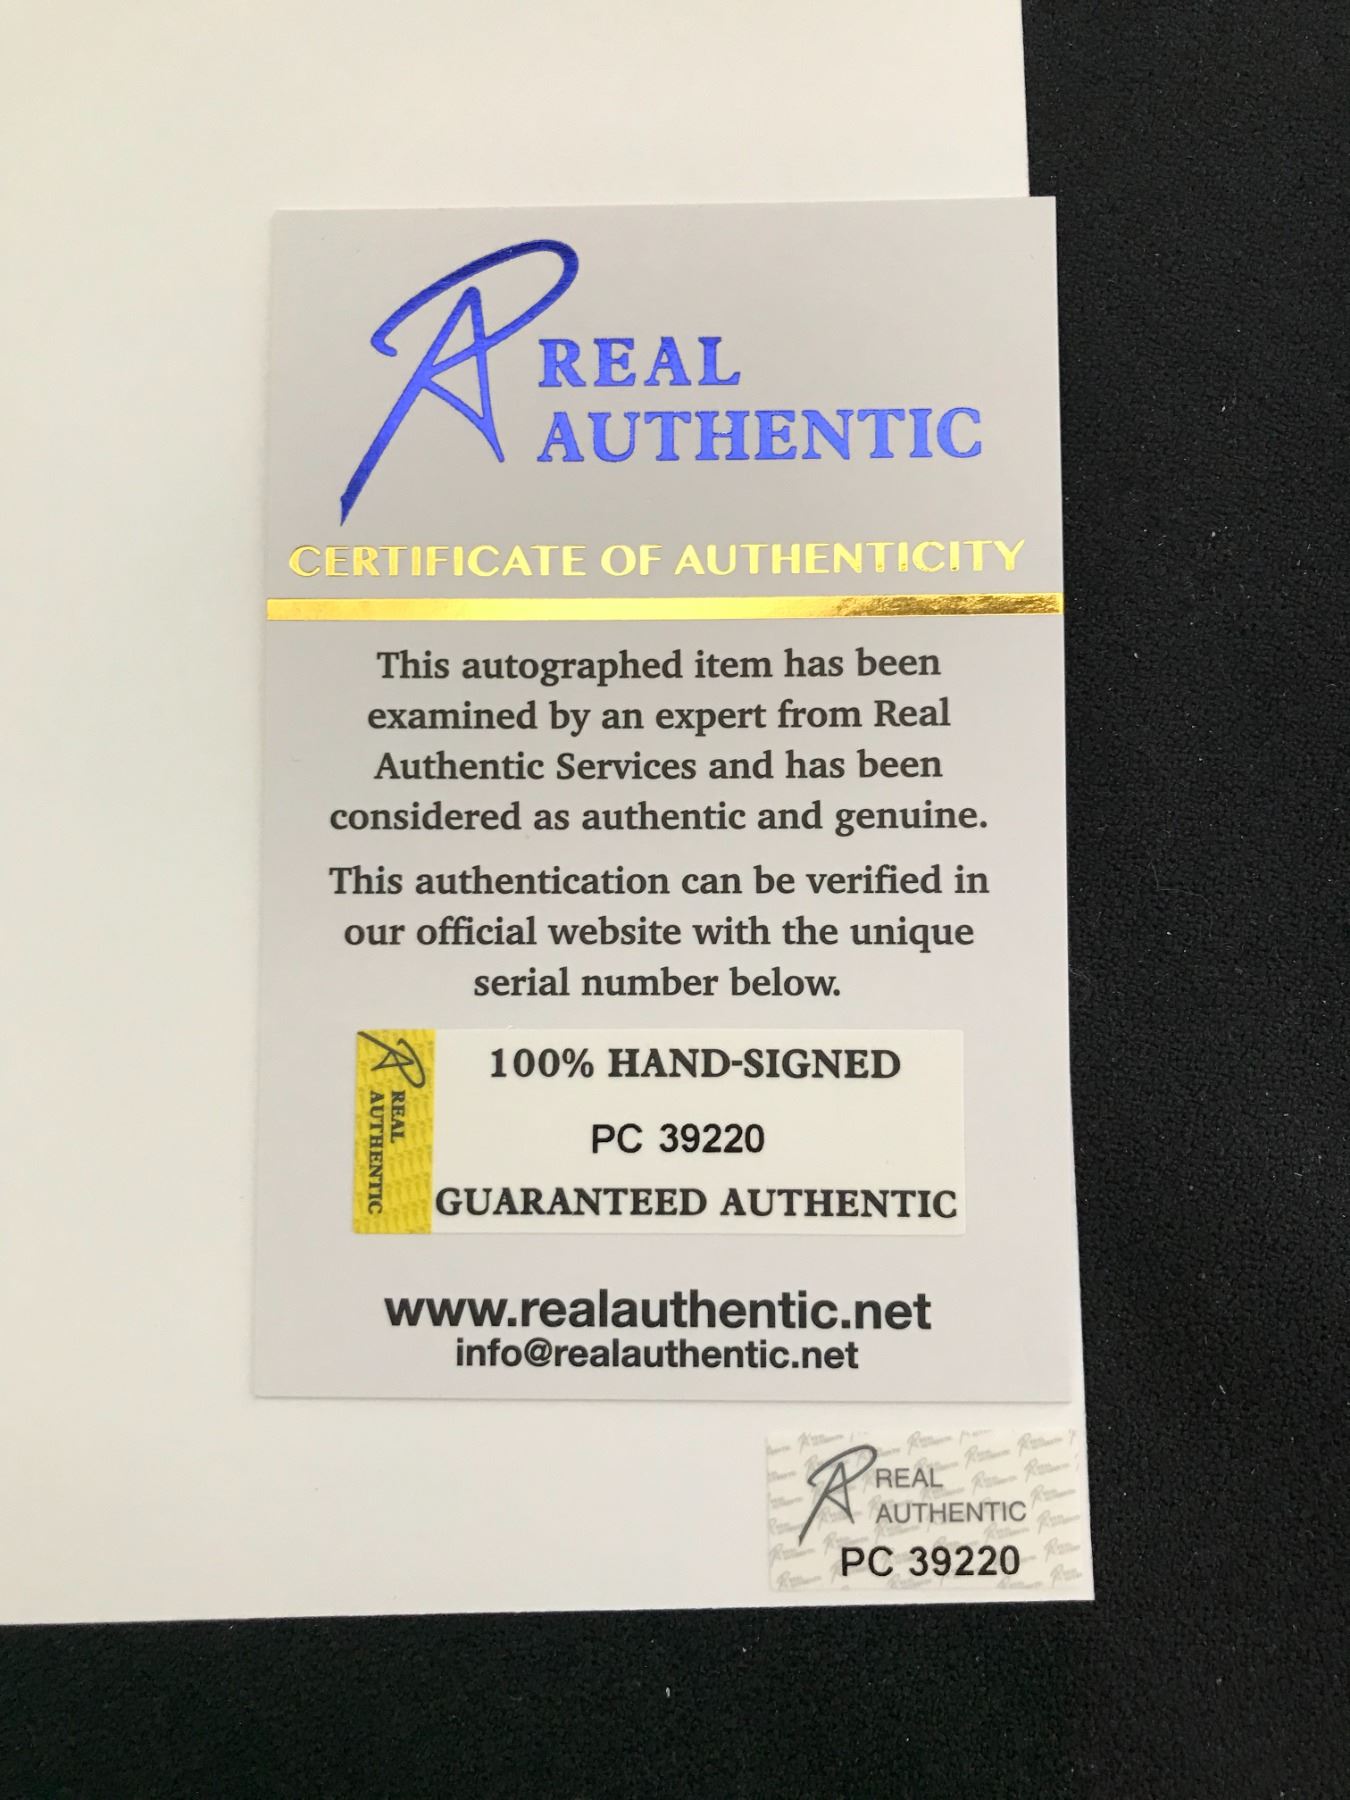 REAL
AUTHENTIC
CERTIFICATE OF AUTHENTICITY
This autographed item has been
examined by an expert from Real
Authentic Services and has been
considered as authentic and genuine.
This authentication can be verified in
our official website with the unique
serial number below.
REAL
AUTHENTIC
100% HAND-SIGNED
PC 39220
GUARANTEED AUTHENTIC
www.realauthentic.net
info@realauthentic.net
REAL
AUTHENTIC
PC 39220